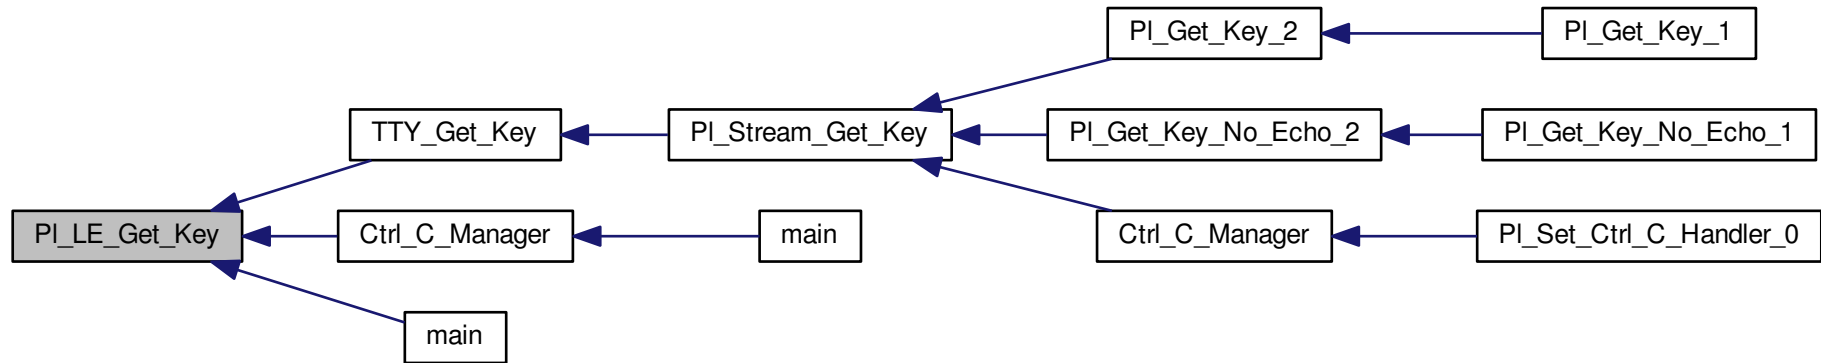 Pl_Get_Key_2
Pl_Get_Key_1
TTY_Get_Key
Pl_Stream_Get_Key
Pl_Get_Key_No_Echo_2
Pl_Get_Key_No_Echo_1
Pl_LE_Get_Key
Ctrl_C_Manager
main
Ctrl_C_Manager
Pl_Set_Ctrl_C_Handler_0
main